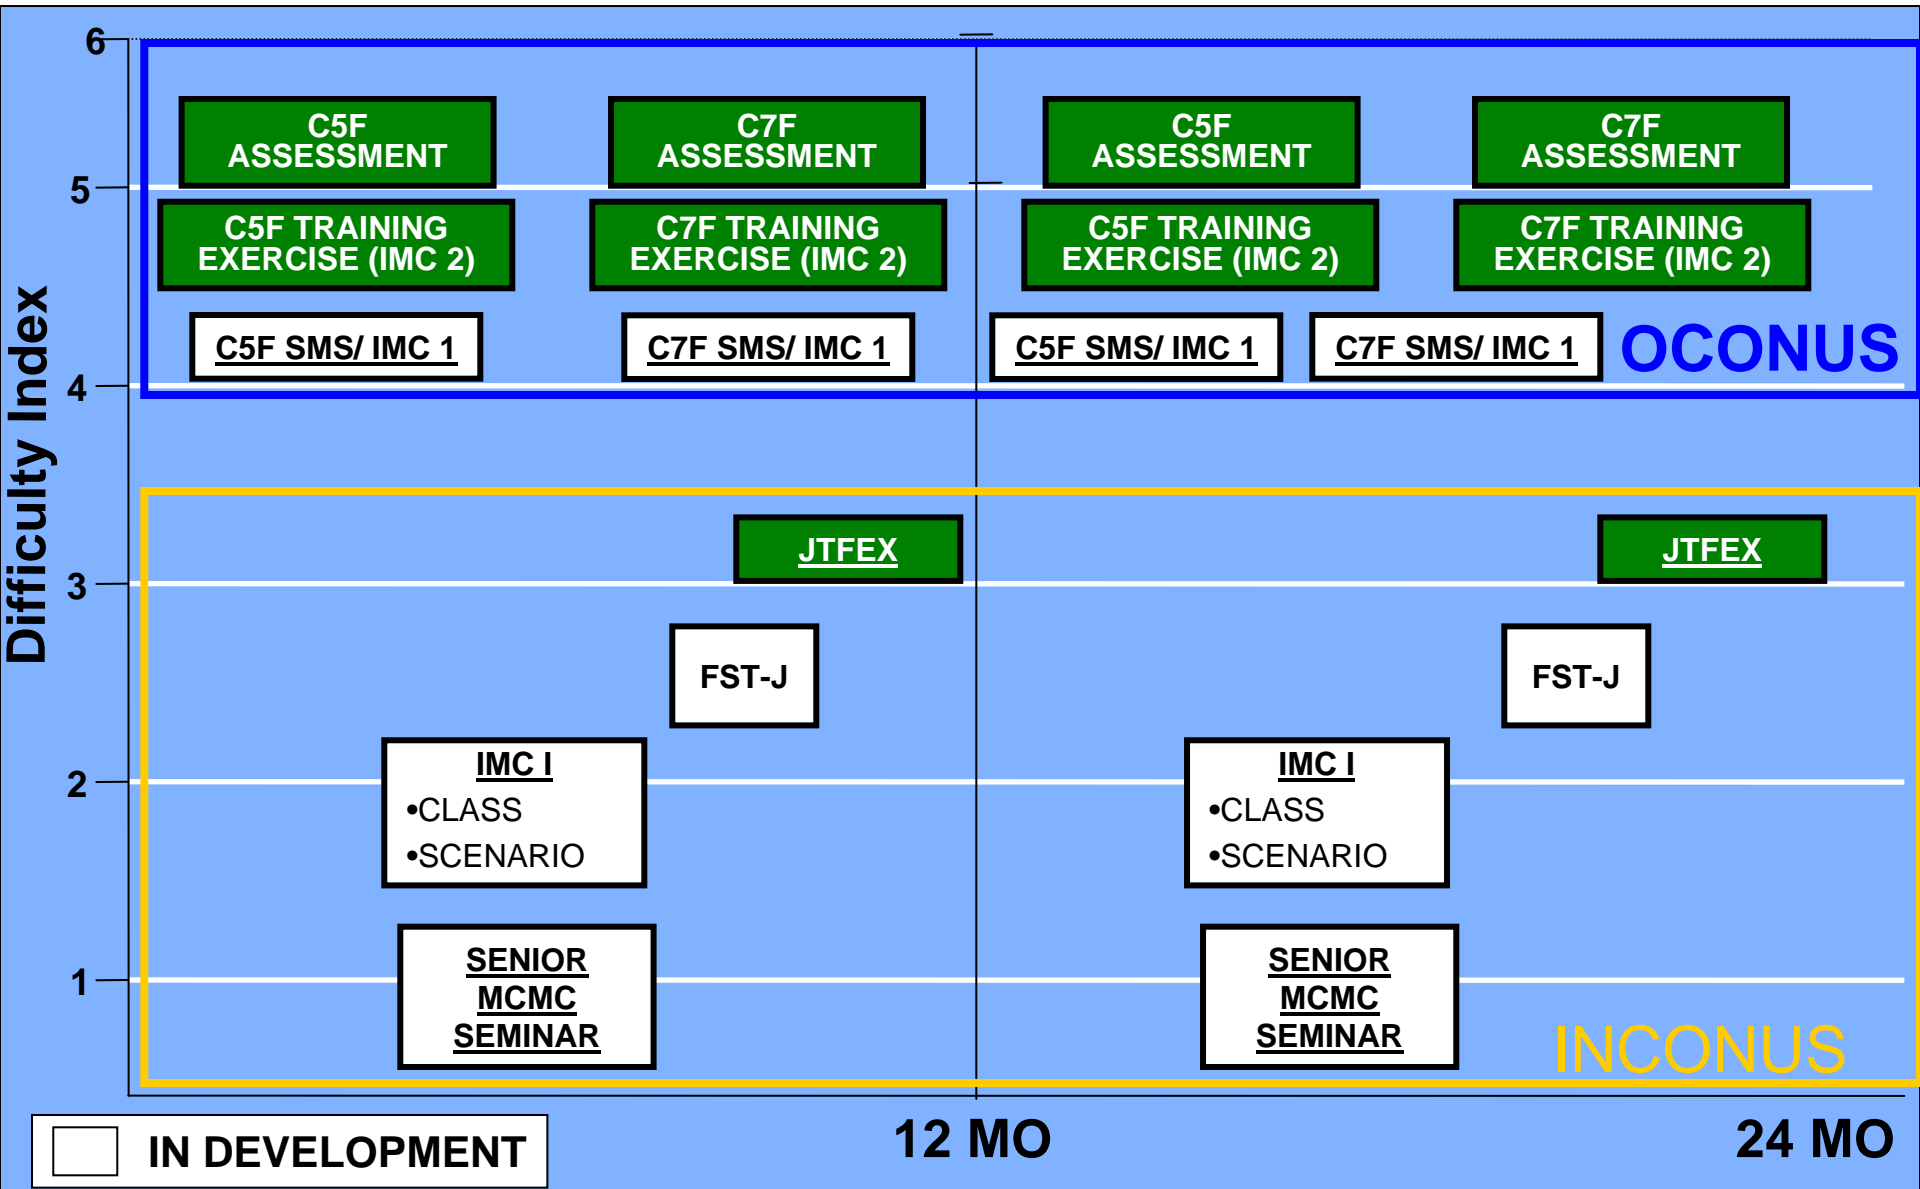 6
C5F
ASSESSMENT
C7F
ASSESSMENT
C5F
ASSESSMENT
C7F
ASSESSMENT
5
C5F TRAINING
EXERCISE (IMC 2)
C7F TRAINING
EXERCISE (IMC 2)
C5F TRAINING
EXERCISE (IMC 2)
C7F TRAINING
EXERCISE (IMC 2)
C5F SMS/ IMC 1
C7F SMS/ IMC 1
C5F SMS/ IMC 1
C7F SMS/ IMC 1
OCONUS
4
Difficulty Index
JTFEX
JTFEX
3
FST-J
FST-J
IMC I
•CLASS
•SCENARIO
IMC I
•CLASS
•SCENARIO
2
SENIOR
MCMC
SEMINAR
SENIOR
MCMC
SEMINAR
1
INCONUS
12 MO
24 MO
IN DEVELOPMENT